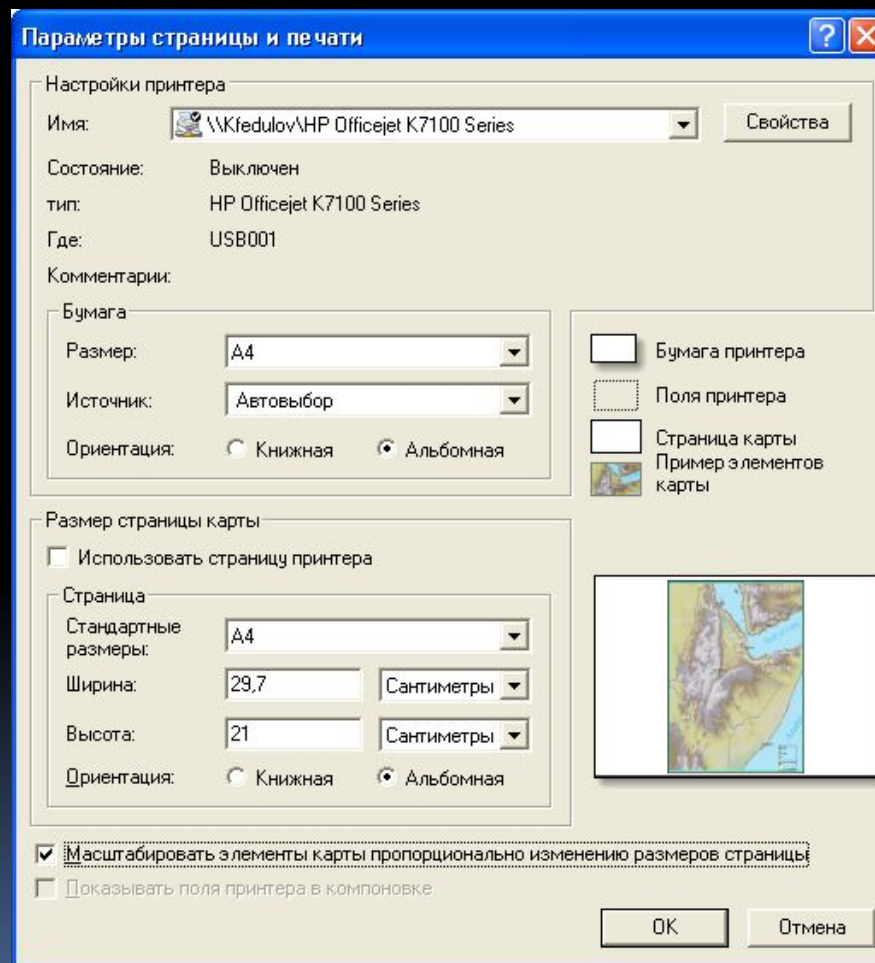 Параметры страницы и печати
Настройки принтера
Имя: \\Kfedulov\HP Officejet K7100 Series Свойства
Состояние: Выключен
тип: HP Officejet K7100 Series
Где: USB001
Комментарии:
Бумага
Размер: A4
Источник: Автовыбор
Ориентация: Книжная Альбомная
Бумага принтера
Поля принтера
Страница карты
Пример элементов
карты
Размер страницы карты
Использовать страницу принтера
Страница
Стандартные
размеры: A4
Ширина: 29,7 Сантиметры
Высота: 21 Сантиметры
Ориентация: Книжная Альбомная
Масштабировать элементы карты пропорционально изменению размеров страницы
Показывать поля принтера в компоновке
OK Отмена